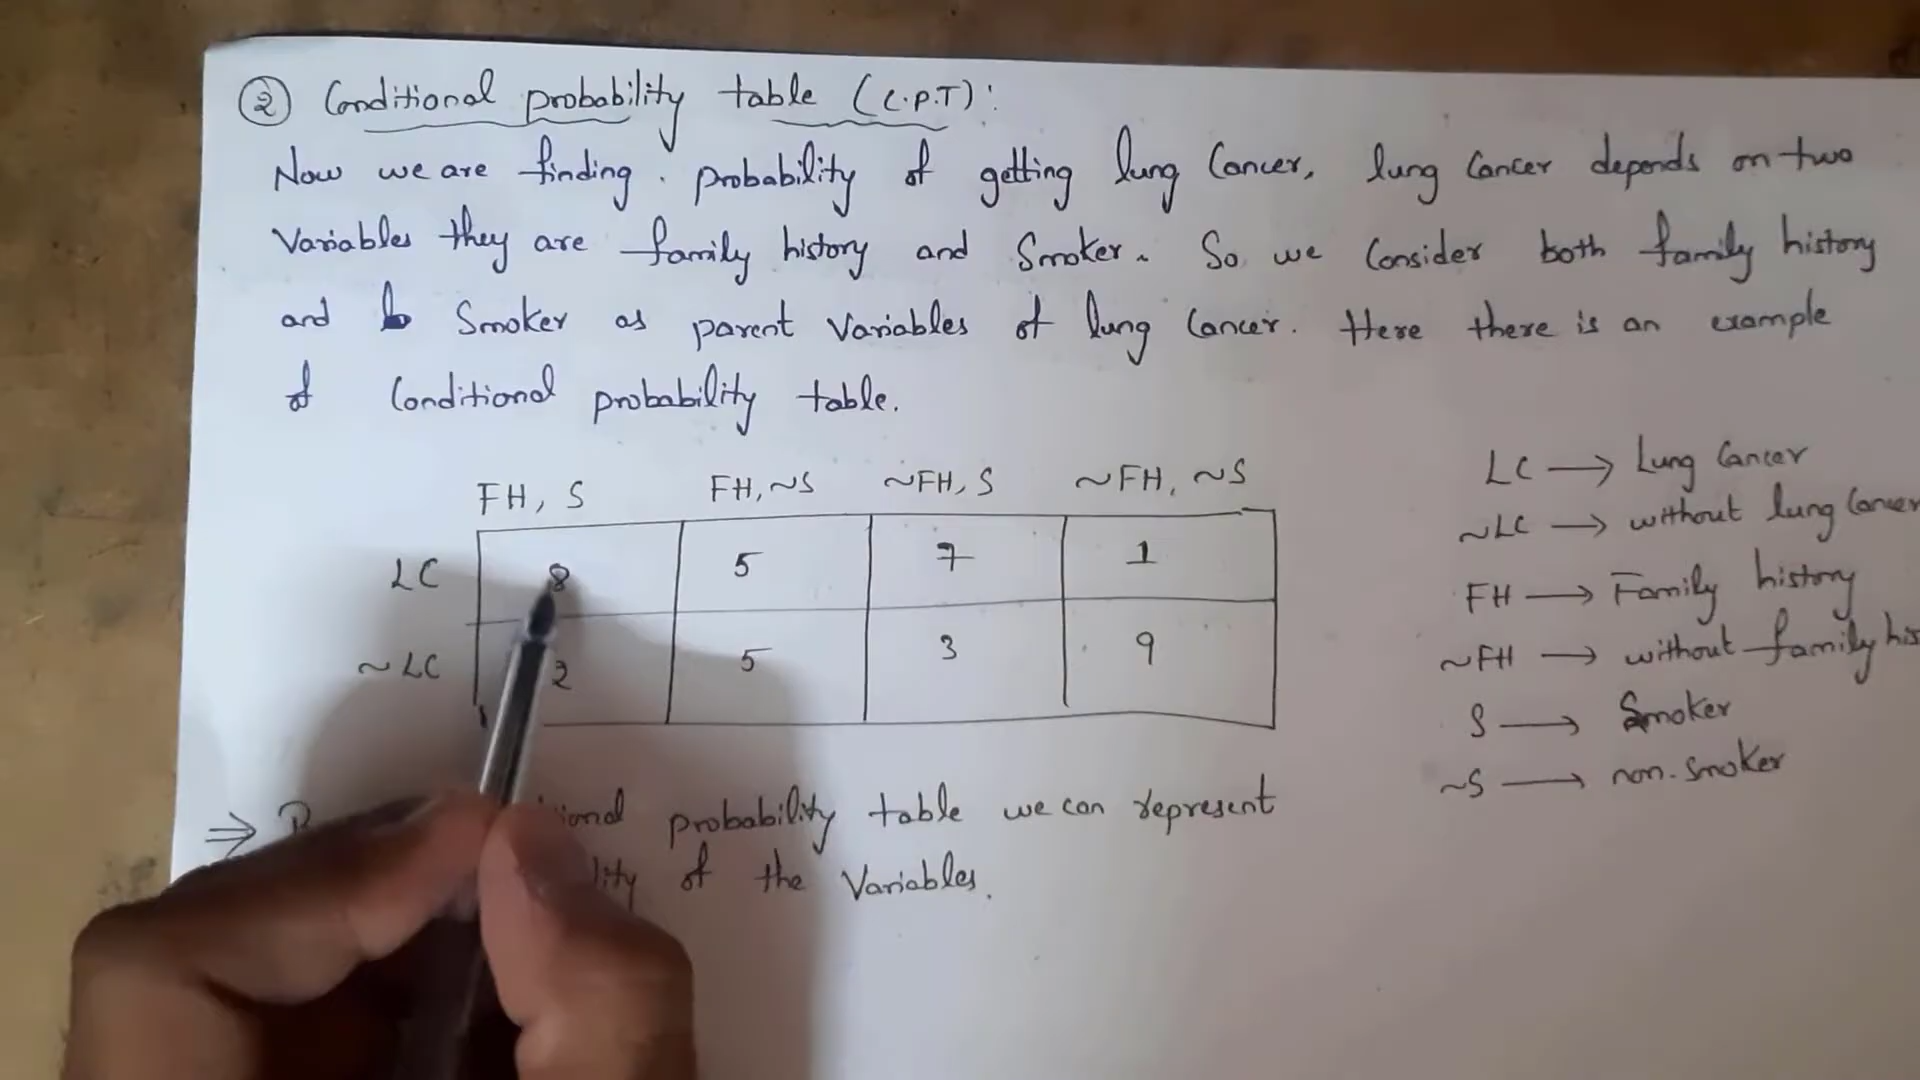 ② Conditional probability table (C.P.T):
Now we are finding. probability of getting lung Cancer, lung Cancer depends on two
Variables they are family history and Smoker. So we Consider both family history
and Smoker as parent Variables of lung Cancer. Here there is an example
of Conditional probability table.
FH, S FH, ~S ~FH, S ~FH, ~S
LC 8 5 7 1
~LC 2 5 3 9
LC → Lung Cancer
~LC → without lung Cancer
FH → Family history
~FH → without family his
S → Smoker
~S → non-smoker
⇒ probability table we can represent
of the Variables.